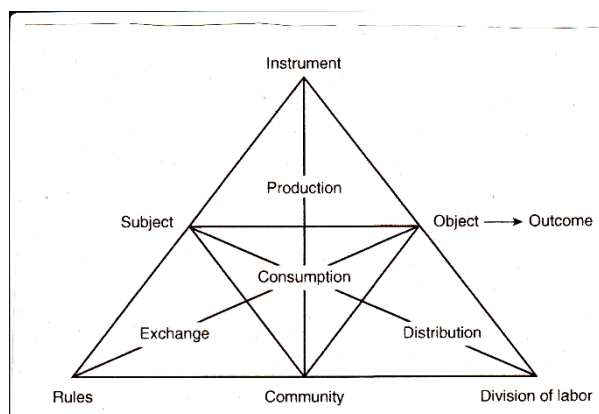 Instrument
Production
Subject
Object → Outcome
Consumption
Exchange
Distribution
Rules
Community
Division of labor